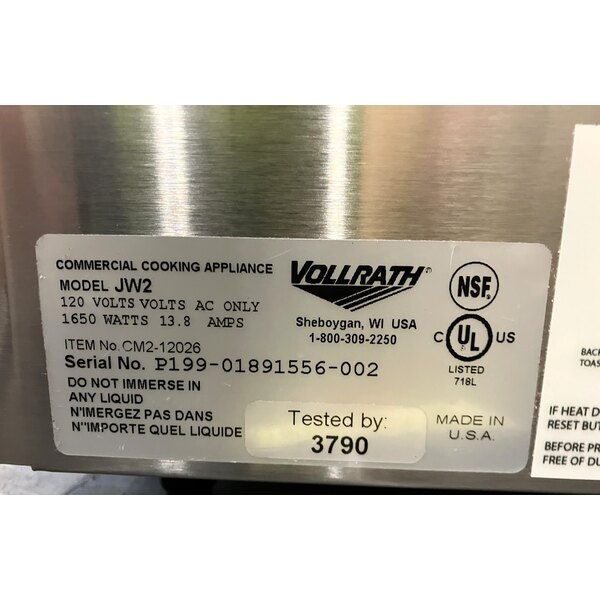 COMMERCIAL COOKING APPLIANCE
MODEL JW2
120 VOLTS VOLTS AC ONLY
1650 WATTS 13.8 AMPS
ITEM No. CM2-12026
Serial No. P199-01891556-002
DO NOT IMMERSE IN
ANY LIQUID
N'IMERGEZ PAS DANS
N''IMPORTE QUEL LIQUIDE
VOLLRATH®
Sheboygan, WI USA
1-800-309-2250
NSF®
C UL US
LISTED
718L
Tested by:
3790
MADE IN
U.S.A.
BAC
TOAS
IF HEAT D
RESET BUT
BEFORE PR
FREE OF DU